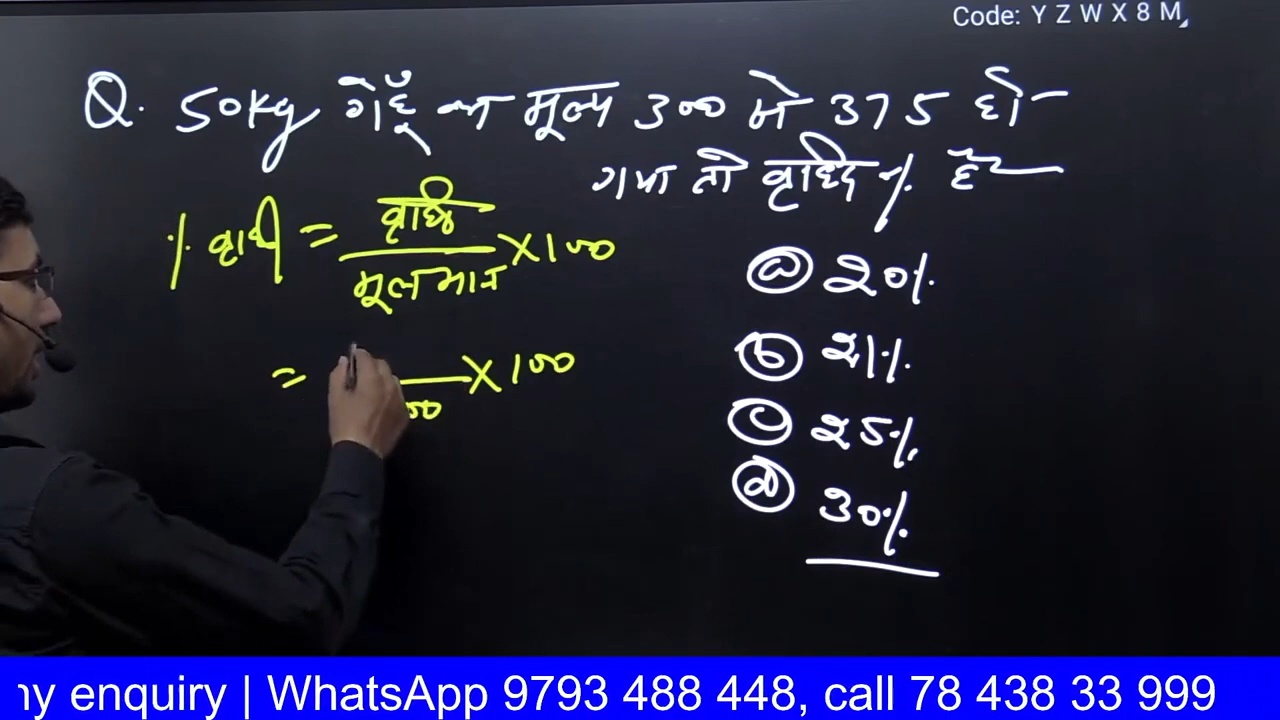 Code: Y Z W X 8 M
Q. 50kg गेहूँ का मूल्य 300 से 375 हो
गया तो वृद्धि % है
% वृद्धि = वृद्धि / मूलमान × 100
(a) 20%
(b) 21%
= 00 × 100
(c) 25%
(d) 30%
ny enquiry | WhatsApp 9793 488 448, call 78 438 33 999